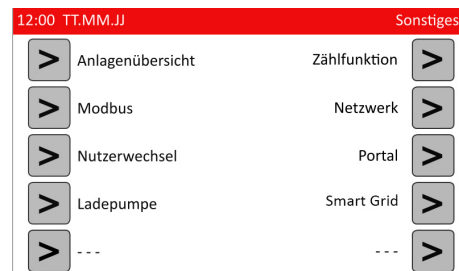 12:00 TT.MM.JJ Sonstiges
> Anlagenübersicht Zählfunktion >
> Modbus Netzwerk >
> Nutzerwechsel Portal >
> Ladepumpe Smart Grid >
> - - - - - - >